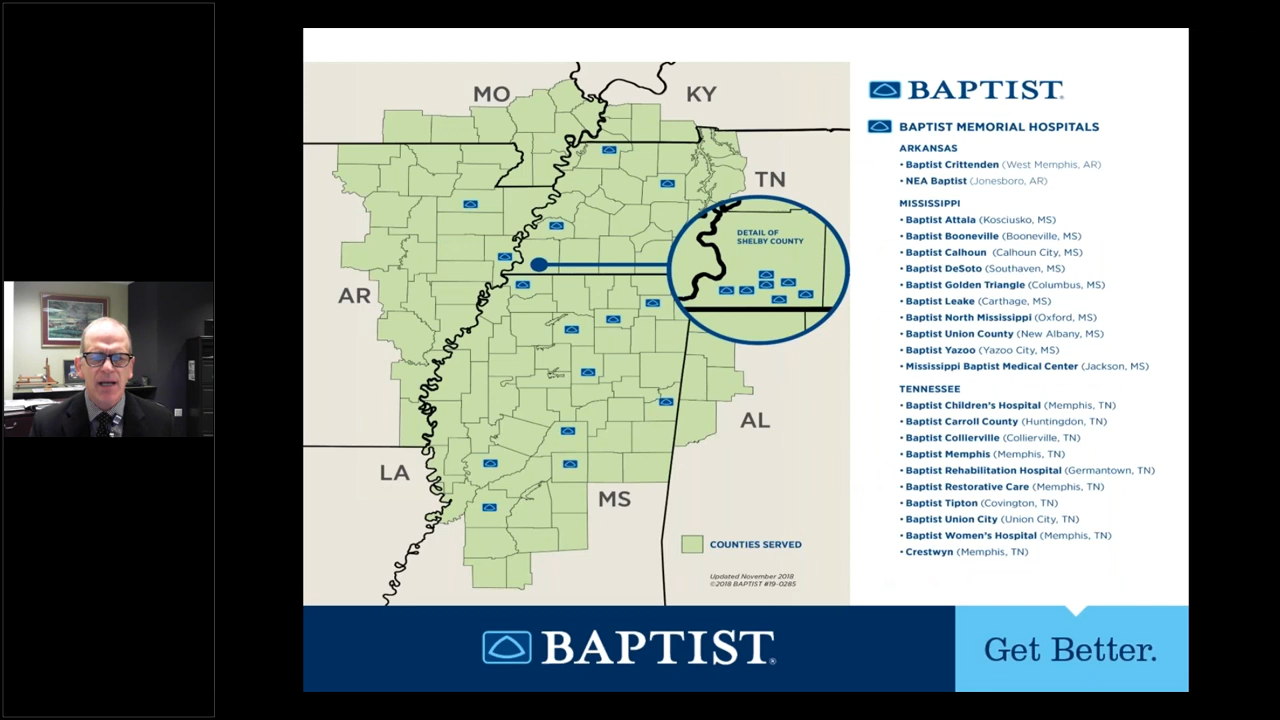 MO
KY
TN
DETAIL OF
SHELBY COUNTY
AR
AL
LA
MS
COUNTIES SERVED
Updated November 2018
©2018 BAPTIST #19-0285
BAPTIST®
BAPTIST MEMORIAL HOSPITALS
ARKANSAS
• Baptist Crittenden (West Memphis, AR)
• NEA Baptist (Jonesboro, AR)
MISSISSIPPI
• Baptist Attala (Kosciusko, MS)
• Baptist Booneville (Booneville, MS)
• Baptist Calhoun (Calhoun City, MS)
• Baptist DeSoto (Southaven, MS)
• Baptist Golden Triangle (Columbus, MS)
• Baptist Leake (Carthage, MS)
• Baptist North Mississippi (Oxford, MS)
• Baptist Union County (New Albany, MS)
• Baptist Yazoo (Yazoo City, MS)
• Mississippi Baptist Medical Center (Jackson, MS)
TENNESSEE
• Baptist Children's Hospital (Memphis, TN)
• Baptist Carroll County (Huntingdon, TN)
• Baptist Collierville (Collierville, TN)
• Baptist Memphis (Memphis, TN)
• Baptist Rehabilitation Hospital (Germantown, TN)
• Baptist Restorative Care (Memphis, TN)
• Baptist Tipton (Covington, TN)
• Baptist Union City (Union City, TN)
• Baptist Women's Hospital (Memphis, TN)
• Crestwyn (Memphis, TN)
BAPTIST®
Get Better.